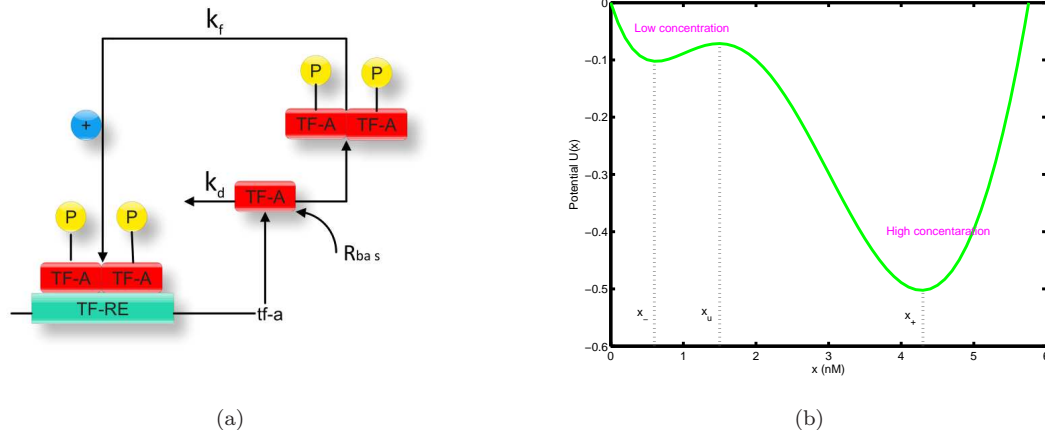 k_f
P P
TF-A TF-A
+
k_d
TF-A
P P
R_bas
TF-A TF-A
TF-RE
tf-a
(a)
0
Low concentration
−0.1
−0.2
−0.3
Potential U(x)
−0.4
High concentaration
−0.5
x_− x_u x_+
−0.6
0 1 2 3 4 5 6
x (nM)
(b)